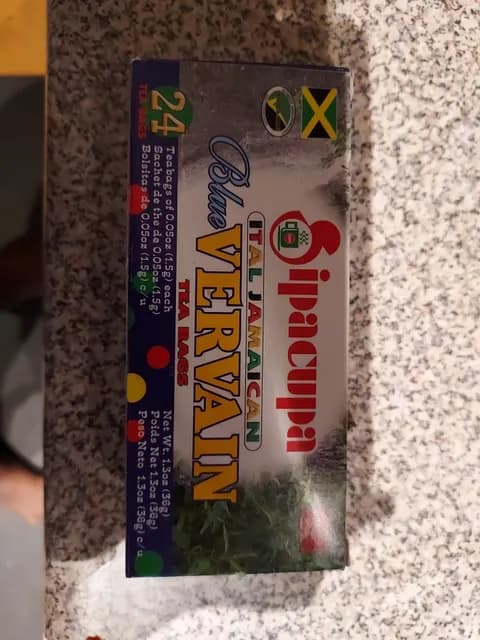 Sipacupa
ITAL JAMAICAN
Blue
VERVAIN
TEA BAGS
24
TEA BAGS
Teabags of 0.05oz (1.5g) each
Sachet de the de 0.05oz (1.5g)
Bolsitas de 0.05oz (1.5g) c/u
Net Wt. 1.3oz (36g)
Poids Net 1.3oz (36g)
Peso Neto 1.3oz (36g) c/u